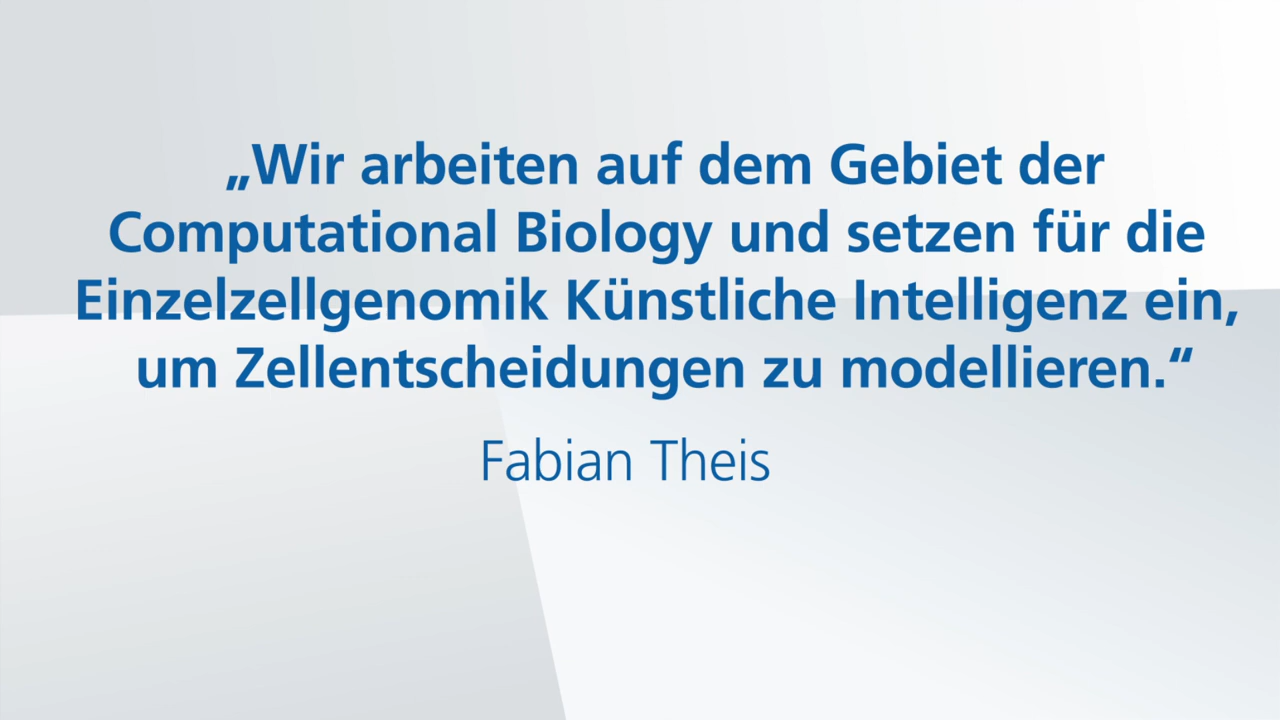 „Wir arbeiten auf dem Gebiet der
Computational Biology und setzen für die
Einzelzellgenomik Künstliche Intelligenz ein,
um Zellentscheidungen zu modellieren.“
Fabian Theis